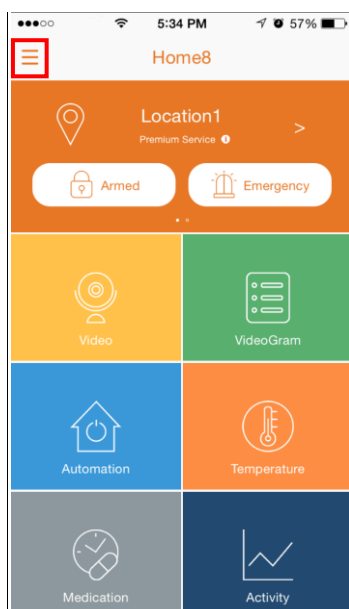 5:34 PM 57%
Home8
Location1
Premium Service i
Armed Emergency
Video VideoGram
Automation Temperature
Medication Activity